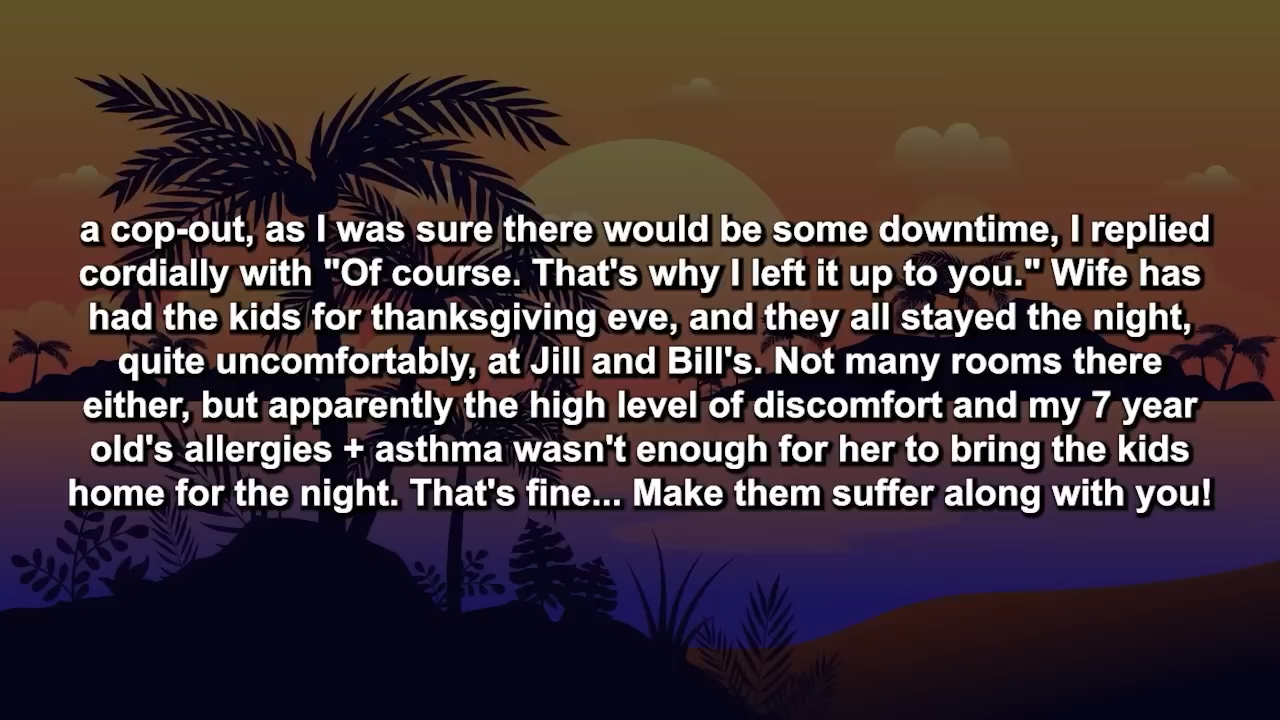 a cop-out, as I was sure there would be some downtime, I replied
cordially with "Of course. That's why I left it up to you." Wife has
had the kids for thanksgiving eve, and they all stayed the night,
quite uncomfortably, at Jill and Bill's. Not many rooms there
either, but apparently the high level of discomfort and my 7 year
old's allergies + asthma wasn't enough for her to bring the kids
home for the night. That's fine... Make them suffer along with you!